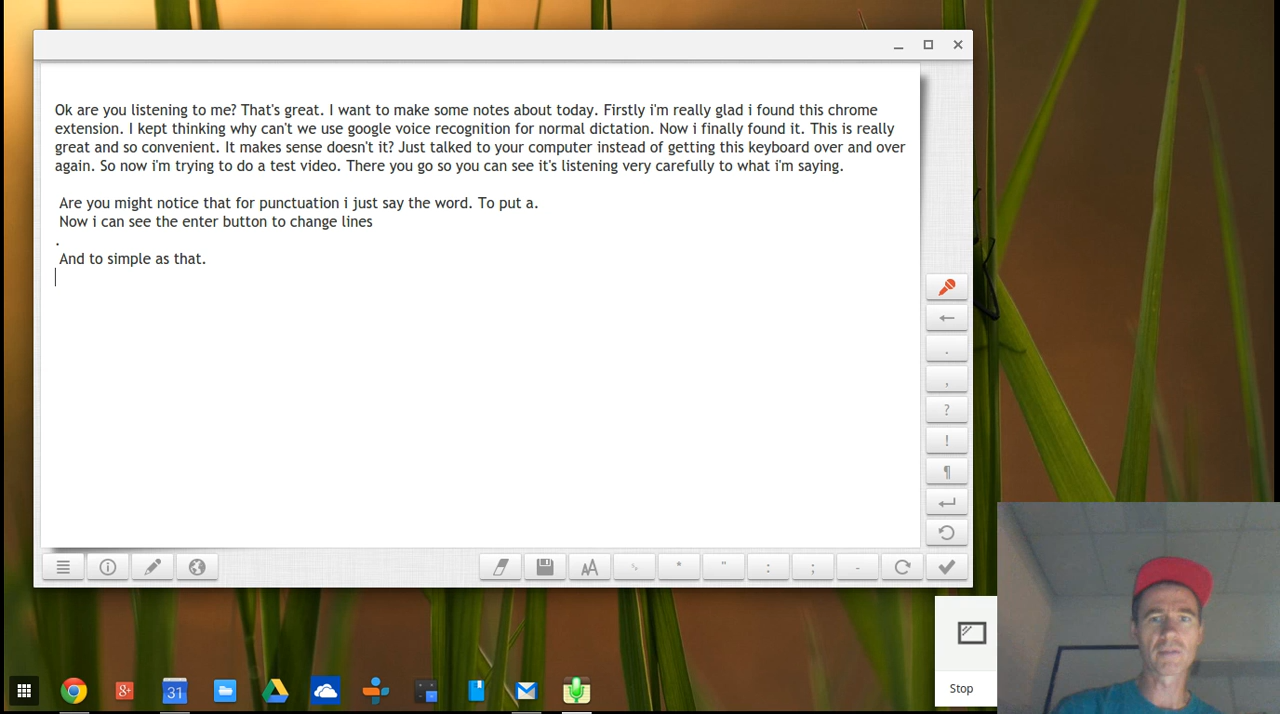 Ok are you listening to me? That's great. I want to make some notes about today. Firstly i'm really glad i found this chrome
extension. I kept thinking why can't we use google voice recognition for normal dictation. Now i finally found it. This is really
great and so convenient. It makes sense doesn't it? Just talked to your computer instead of getting this keyboard over and over
again. So now i'm trying to do a test video. There you go so you can see it's listening very carefully to what i'm saying.
Are you might notice that for punctuation i just say the word. To put a.
Now i can see the enter button to change lines
.
And to simple as that.
.
,
?
!
¶
AA
*
"
:
;
-
Stop
8+
31